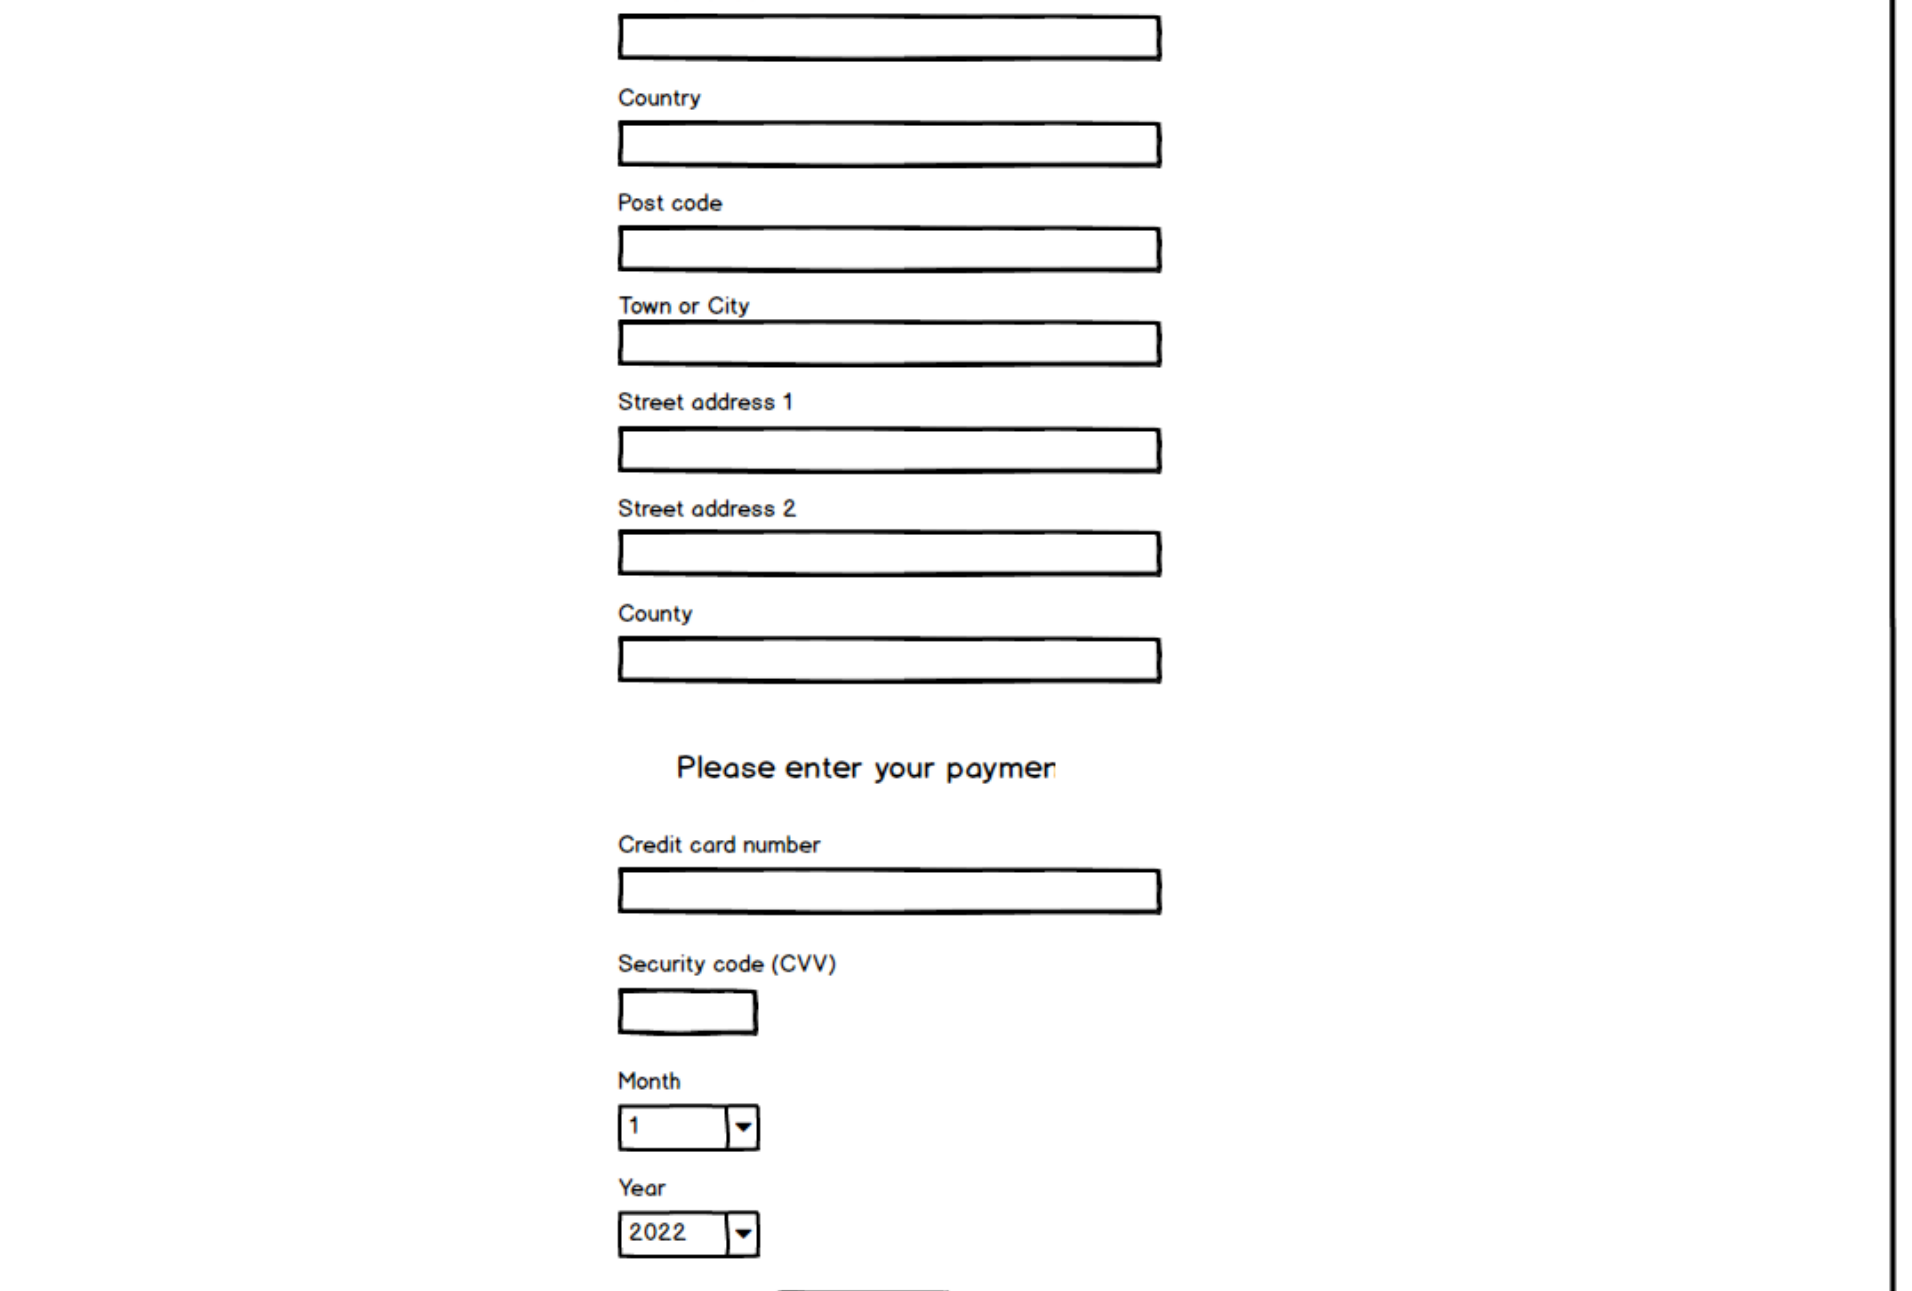 Country
Post code
Town or City
Street address 1
Street address 2
County
Please enter your paymen
Credit card number
Security code (CVV)
Month
1
Year
2022